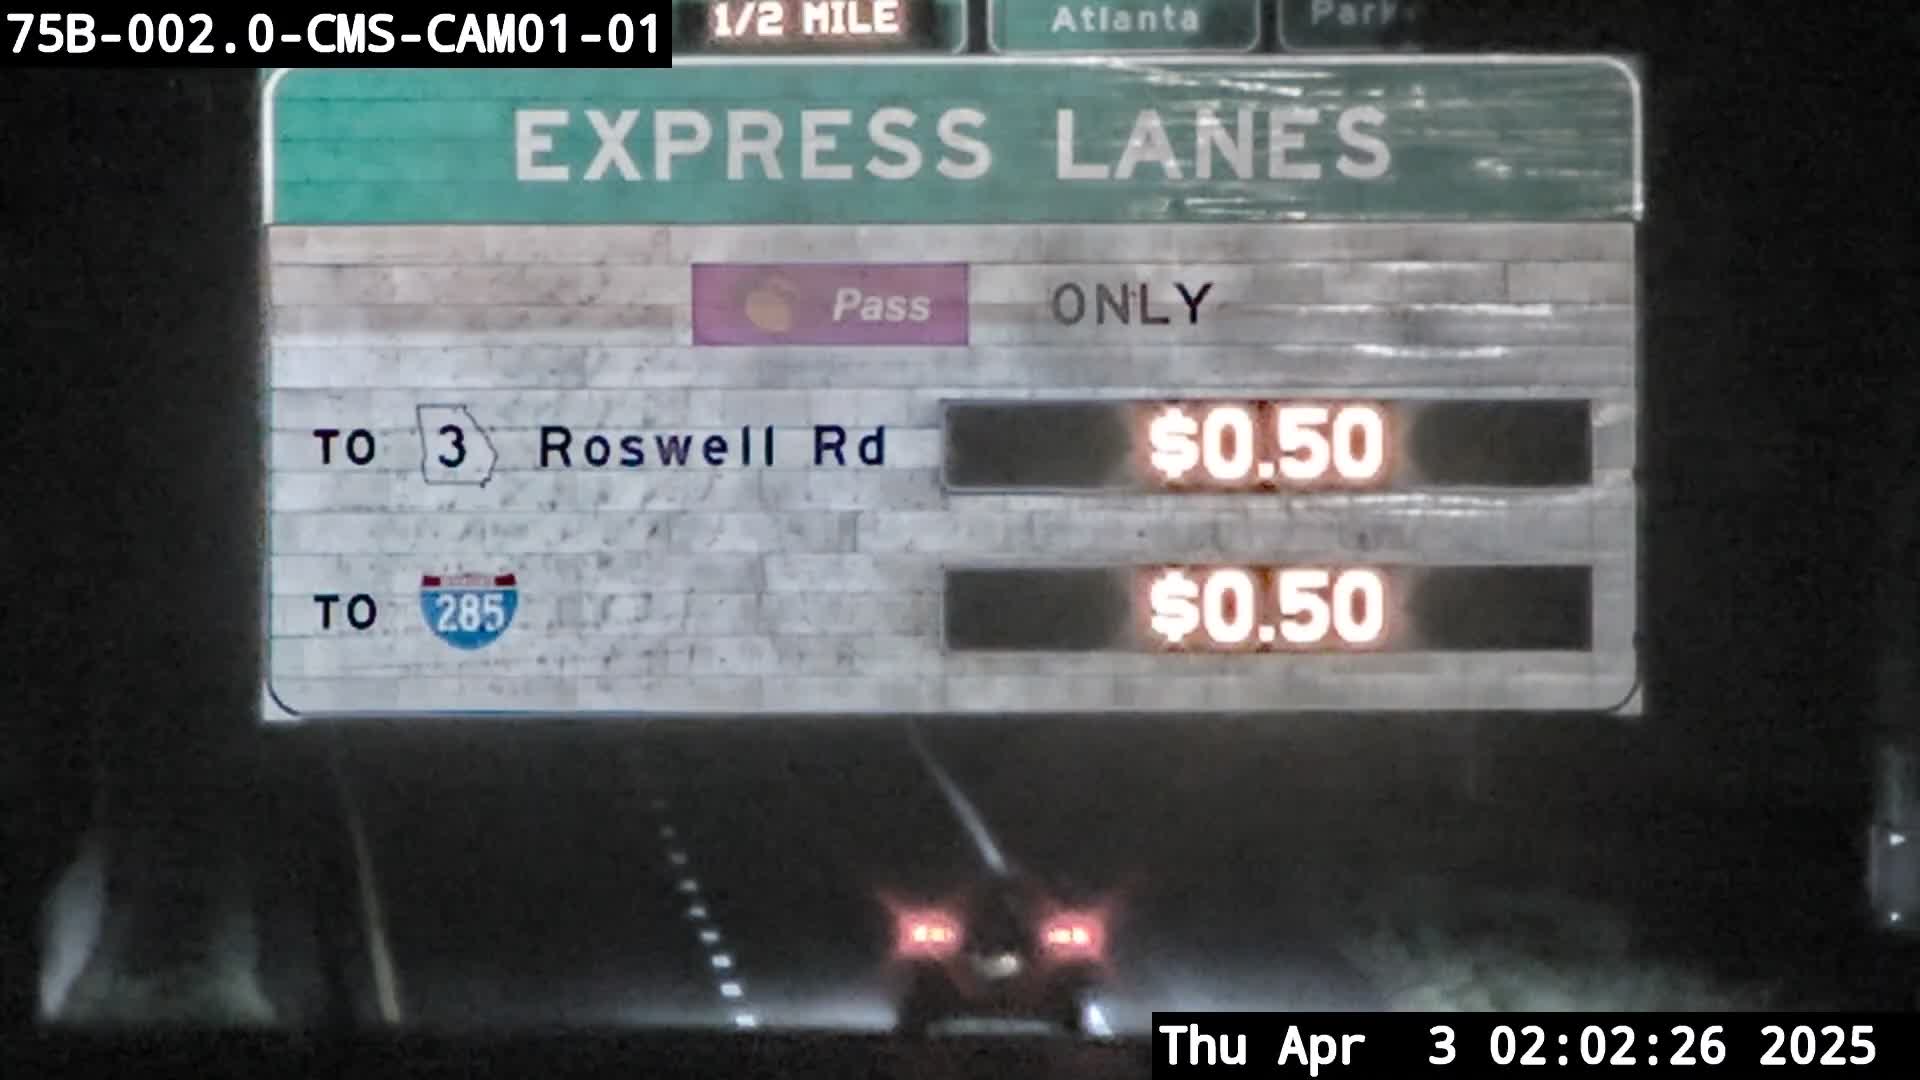 75B-002.0-CMS-CAM01-01
1/2 MILE
Atlanta
EXPRESS LANES
Pass ONLY
TO 3 Roswell Rd $0.50
TO 285 $0.50
Thu Apr 3 02:02:26 2025